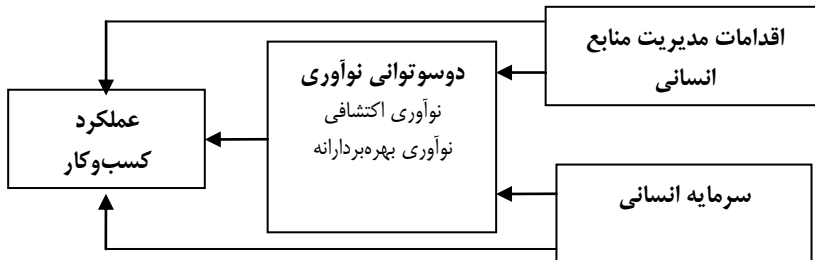 اقدامات مدیریت منابع
انسانی
دوسوتوانی نوآوری
نوآوری اکتشافی
نوآوری بهره‌بردارانه
عملکرد
کسب‌وکار
سرمایه انسانی